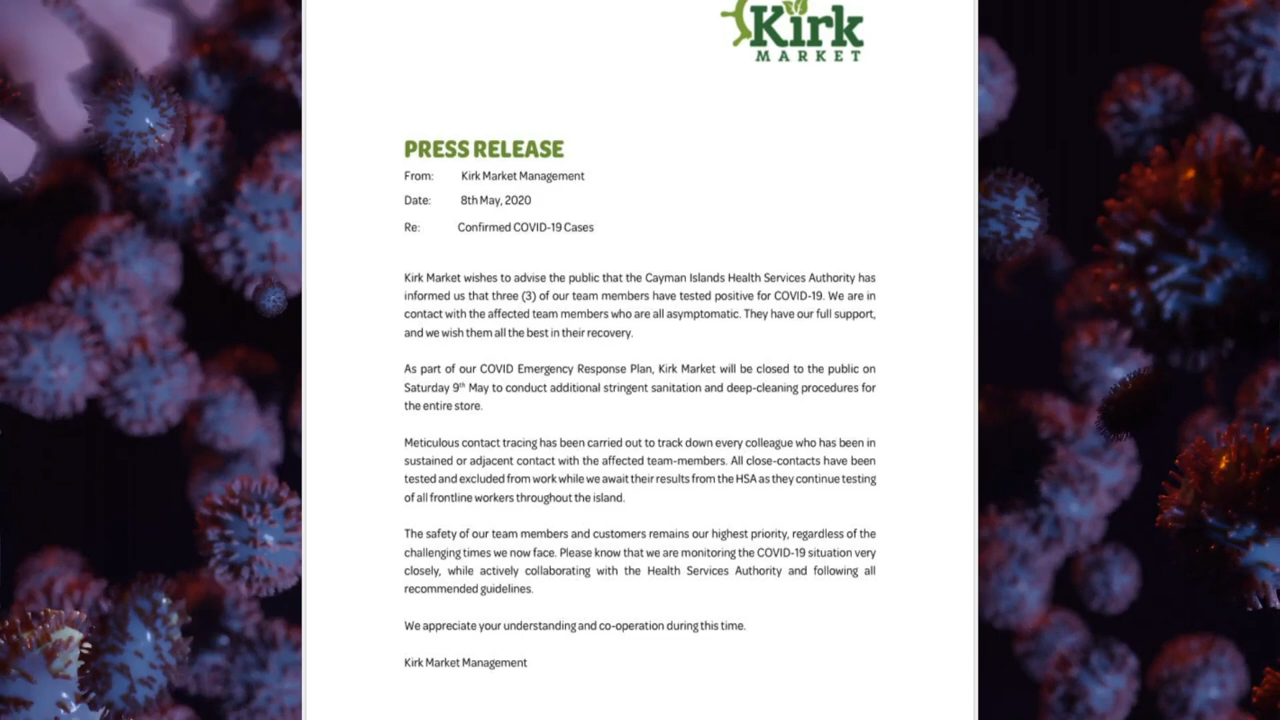 Kirk
MARKET
PRESS RELEASE
From: Kirk Market Management
Date: 8th May, 2020
Re: Confirmed COVID-19 Cases
Kirk Market wishes to advise the public that the Cayman Islands Health Services Authority has
informed us that three (3) of our team members have tested positive for COVID-19. We are in
contact with the affected team members who are all asymptomatic. They have our full support,
and we wish them all the best in their recovery.
As part of our COVID Emergency Response Plan, Kirk Market will be closed to the public on
Saturday 9th May to conduct additional stringent sanitation and deep-cleaning procedures for
the entire store.
Meticulous contact tracing has been carried out to track down every colleague who has been in
sustained or adjacent contact with the affected team-members. All close-contacts have been
tested and excluded from work while we await their results from the HSA as they continue testing
of all frontline workers throughout the island.
The safety of our team members and customers remains our highest priority, regardless of the
challenging times we now face. Please know that we are monitoring the COVID-19 situation very
closely, while actively collaborating with the Health Services Authority and following all
recommended guidelines.
We appreciate your understanding and co-operation during this time.
Kirk Market Management